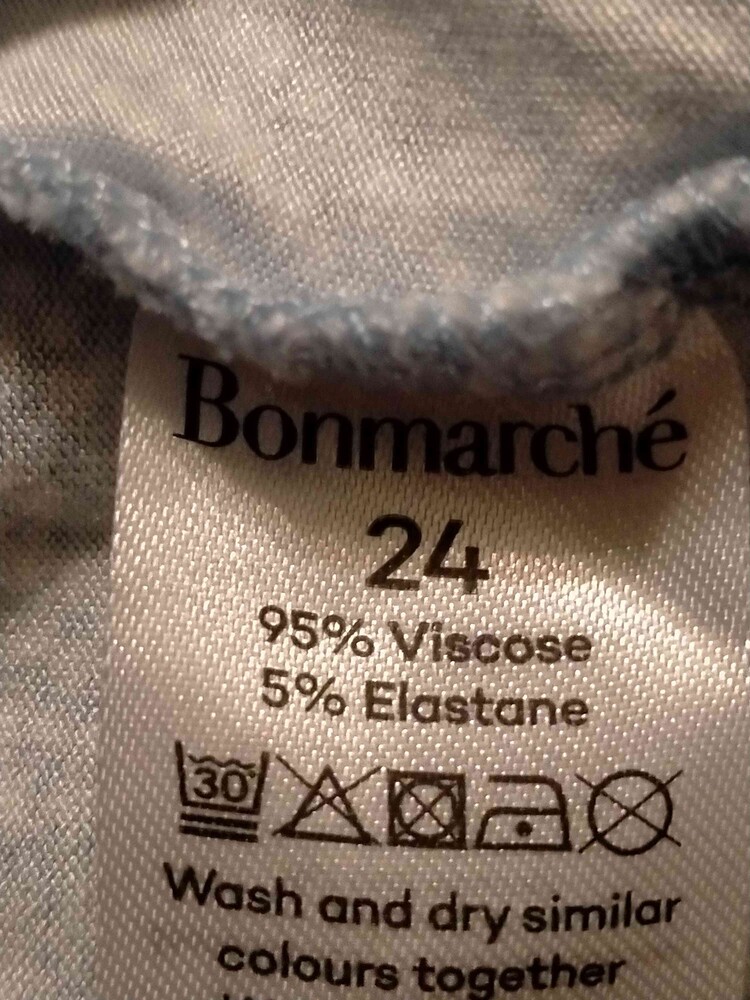 Bonmarché
24
95% Viscose
5% Elastane
30
Wash and dry similar
colours together